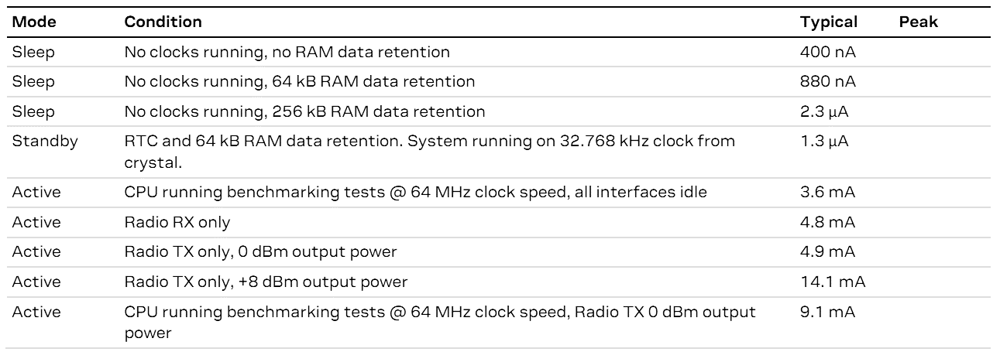 Mode Condition Typical Peak
Sleep No clocks running, no RAM data retention 400 nA
Sleep No clocks running, 64 kB RAM data retention 880 nA
Sleep No clocks running, 256 kB RAM data retention 2.3 µA
Standby RTC and 64 kB RAM data retention. System running on 32.768 kHz clock from 1.3 µA
crystal.
Active CPU running benchmarking tests @ 64 MHz clock speed, all interfaces idle 3.6 mA
Active Radio RX only 4.8 mA
Active Radio TX only, 0 dBm output power 4.9 mA
Active Radio TX only, +8 dBm output power 14.1 mA
Active CPU running benchmarking tests @ 64 MHz clock speed, Radio TX 0 dBm output 9.1 mA
power